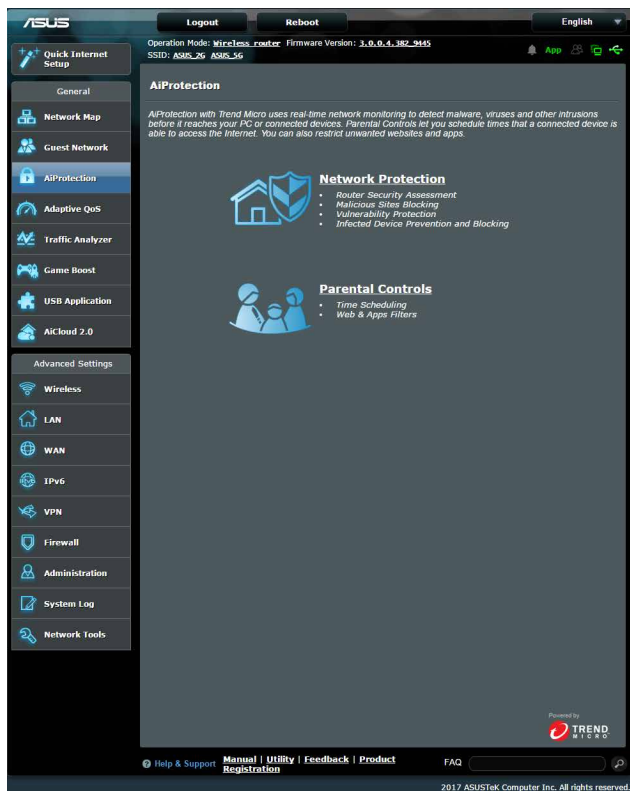 ASUS
Logout
Reboot
English
Quick Internet
Setup
Operation Mode: Wireless router Firmware Version: 3.0.0.4.382_9445
SSID: ASUS_2G ASUS_5G
App
General
Network Map
Guest Network
AiProtection
Adaptive QoS
Traffic Analyzer
Game Boost
USB Application
AiCloud 2.0
Advanced Settings
Wireless
LAN
WAN
IPv6
IPv6
VPN
Firewall
Administration
System Log
Network Tools
AiProtection
AiProtection with Trend Micro uses real-time network monitoring to detect malware, viruses and other intrusions
before it reaches your PC or connected devices. Parental Controls let you schedule times that a connected device is
able to access the Internet. You can also restrict unwanted websites and apps.
Network Protection
• Router Security Assessment
• Malicious Sites Blocking
• Vulnerability Protection
• Infected Device Prevention and Blocking
Parental Controls
• Time Scheduling
• Web & Apps Filters
Powered by
TREND
MICRO
Help & Support
Manual | Utility | Feedback | Product
Registration
FAQ
2017 ASUSTeK Computer Inc. All rights reserved.